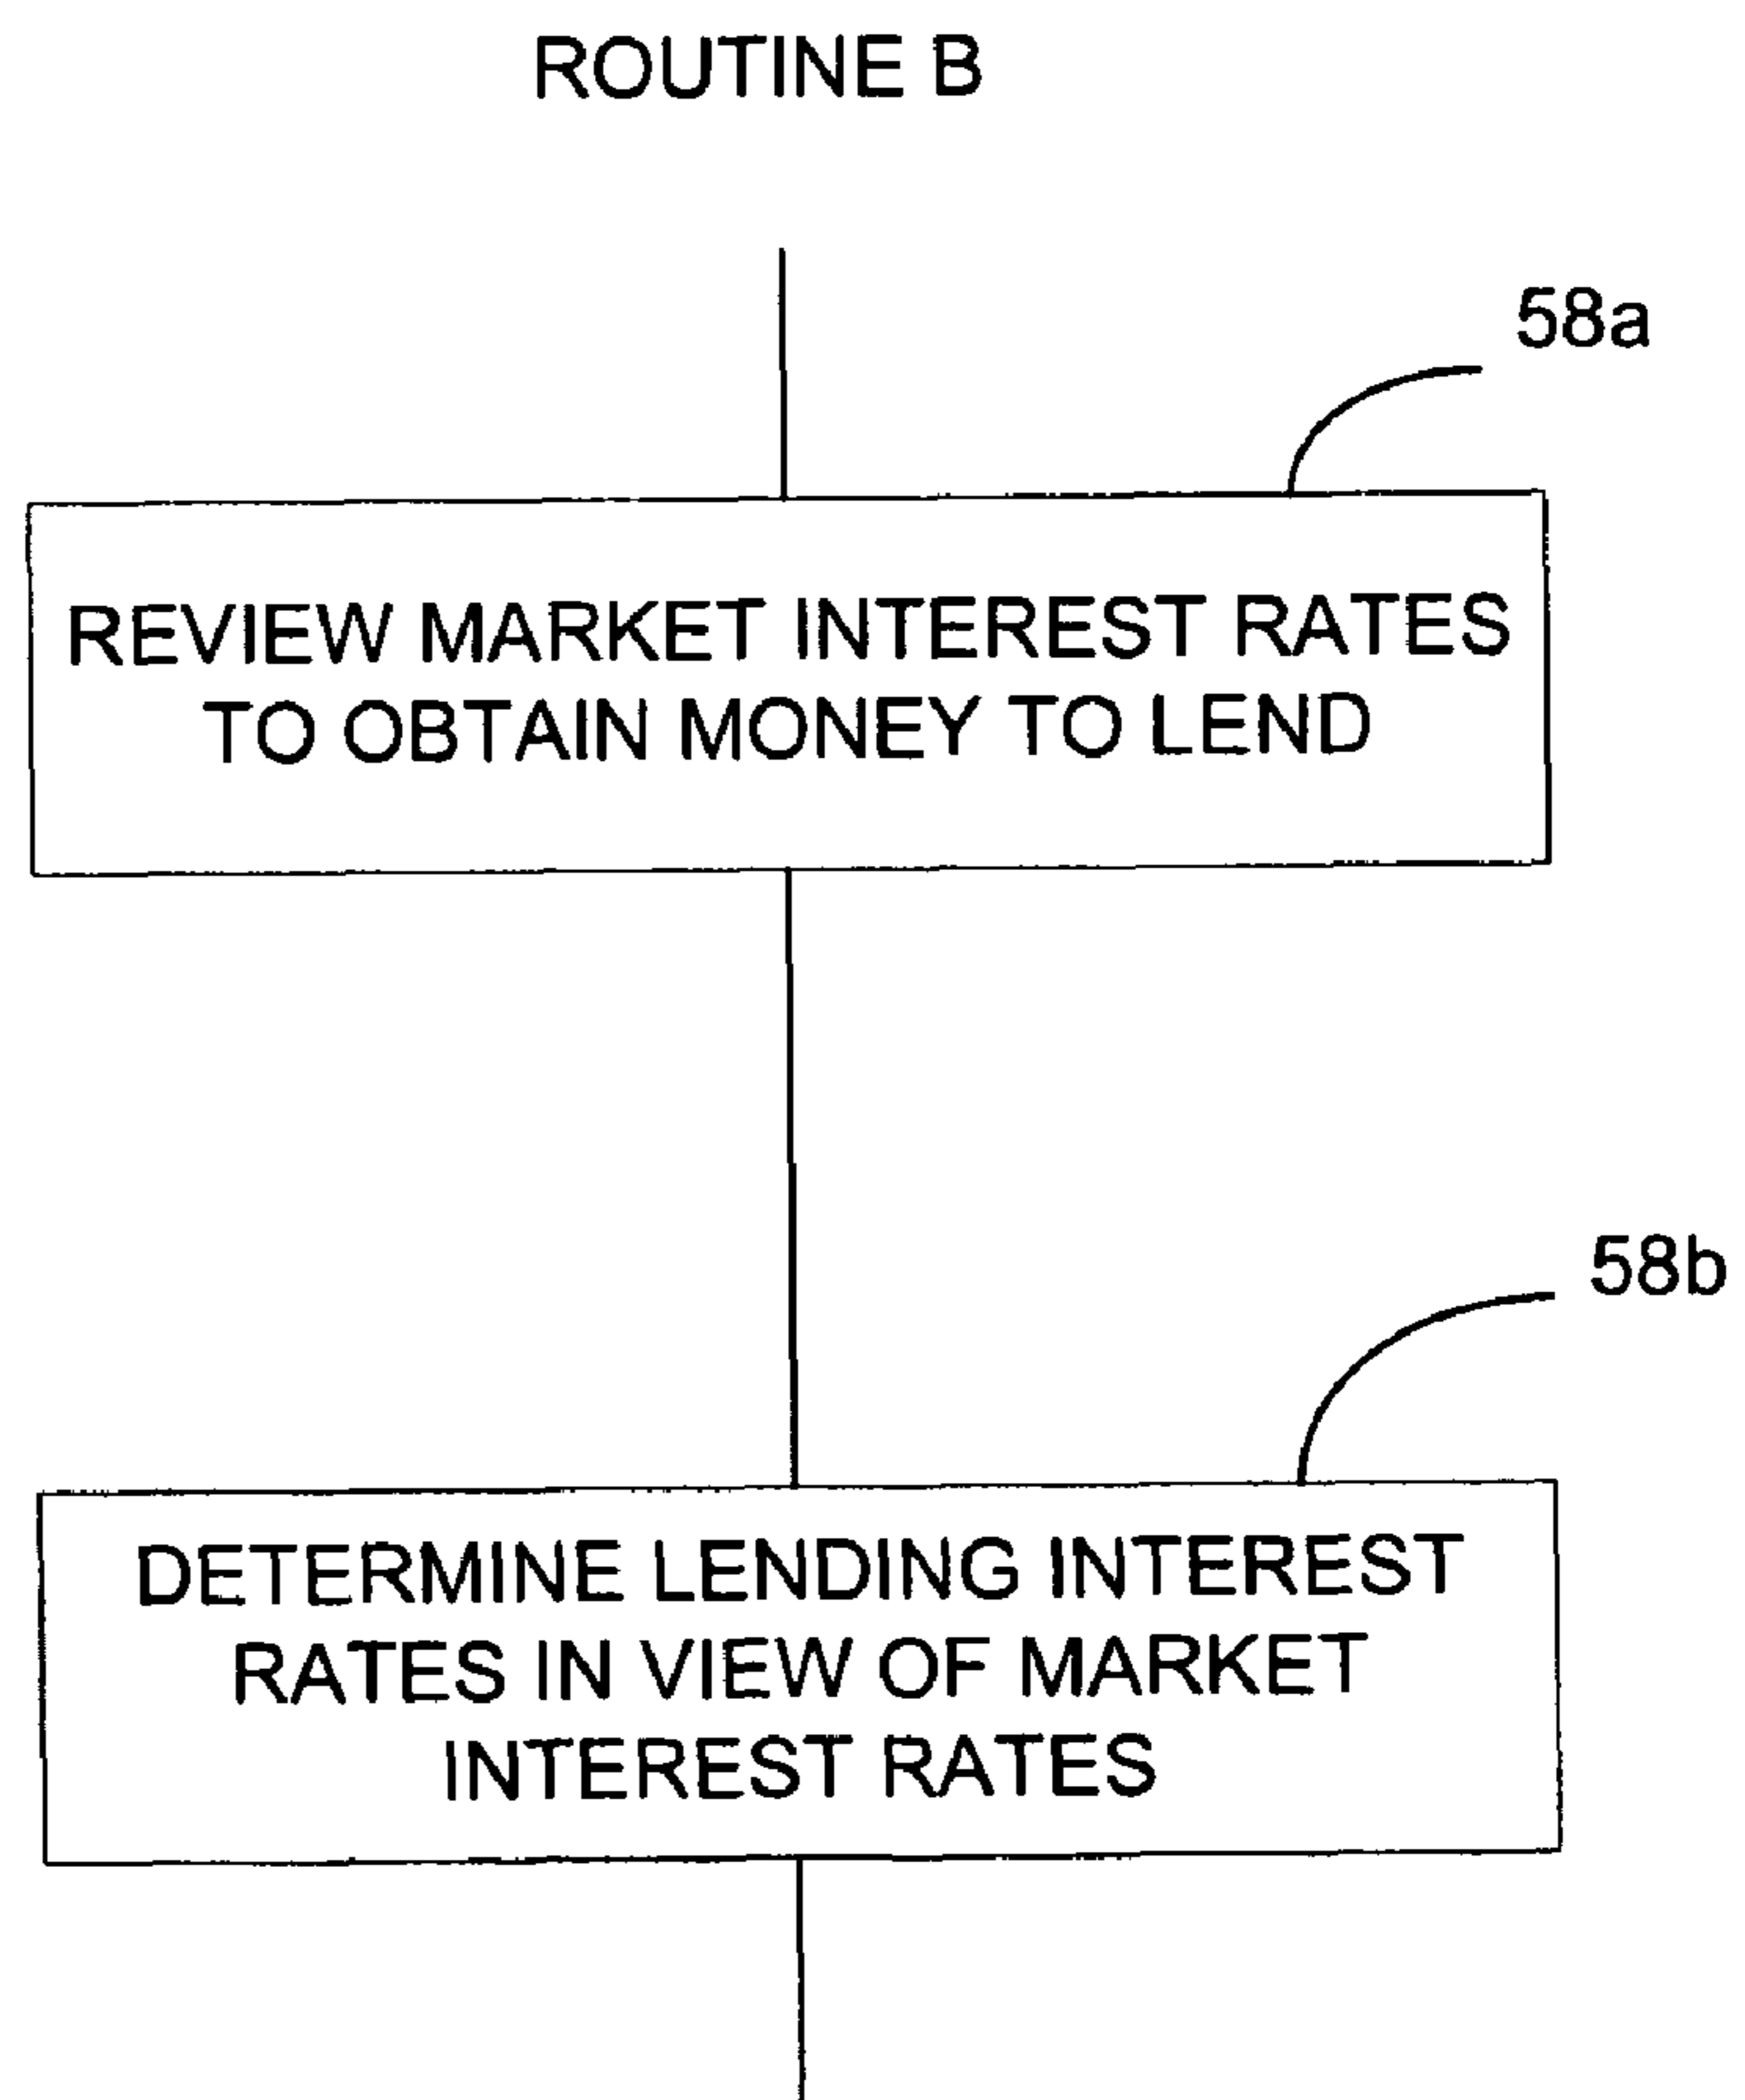 ROUTINE B
58a
REVIEW MARKET INTEREST RATES
TO OBTAIN MONEY TO LEND
58b
DETERMINE LENDING INTEREST
RATES IN VIEW OF MARKET
INTEREST RATES